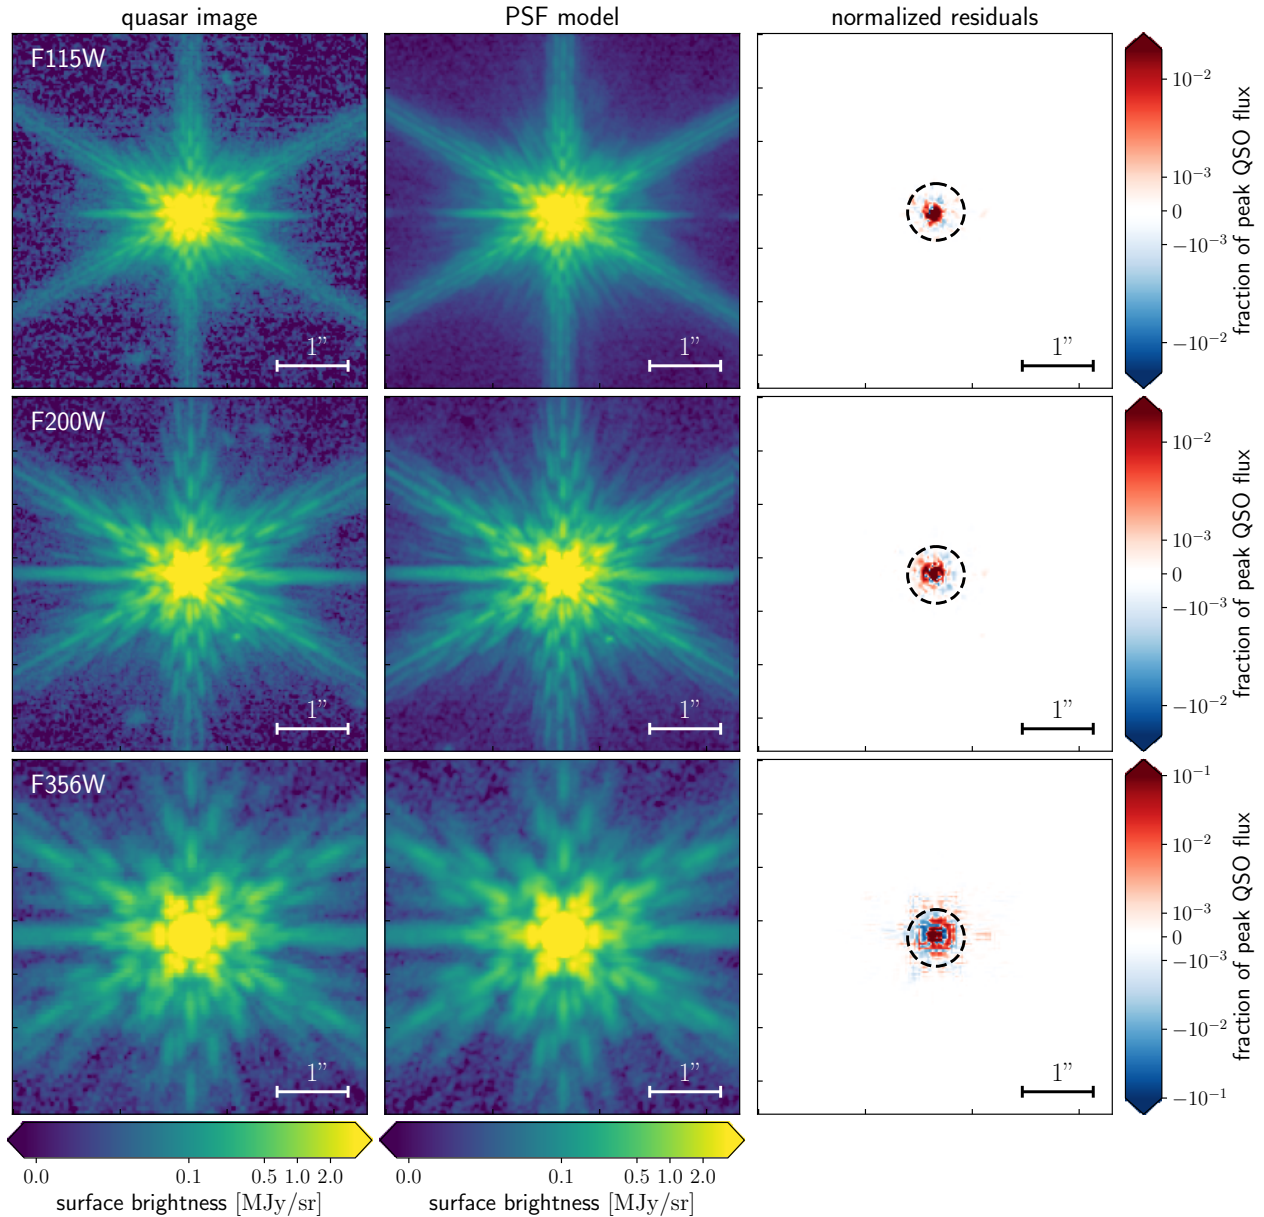 quasar image
PSF model
normalized residuals
F115W
1”
1”
1”
10⁻²
10⁻³
0
−10⁻³
−10⁻²
fraction of peak QSO flux
F200W
1”
1”
1”
10⁻²
10⁻³
0
−10⁻³
−10⁻²
fraction of peak QSO flux
F356W
1”
1”
1”
10⁻¹
10⁻²
10⁻³
0
−10⁻³
−10⁻²
−10⁻¹
fraction of peak QSO flux
0.0 0.1 0.5 1.0 2.0
surface brightness [MJy/sr]
0.0 0.1 0.5 1.0 2.0
surface brightness [MJy/sr]